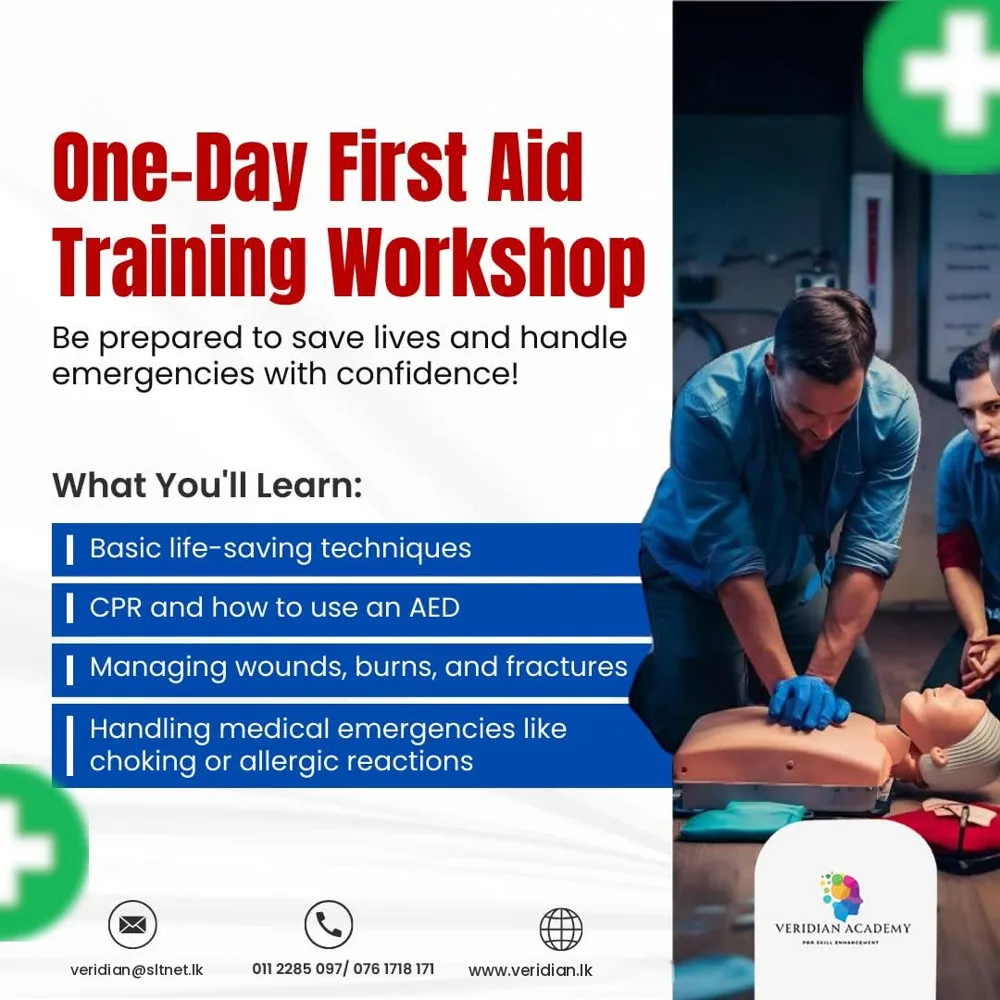 One-Day First Aid
Training Workshop
Be prepared to save lives and handle
emergencies with confidence!
What You'll Learn:
Basic life-saving techniques
CPR and how to use an AED
Managing wounds, burns, and fractures
Handling medical emergencies like
choking or allergic reactions
veridian@sltnet.lk
011 2285 097/ 076 1718 171
www.veridian.lk
VERIDIAN ACADEMY
FOR SKILL ENHANCEMENT